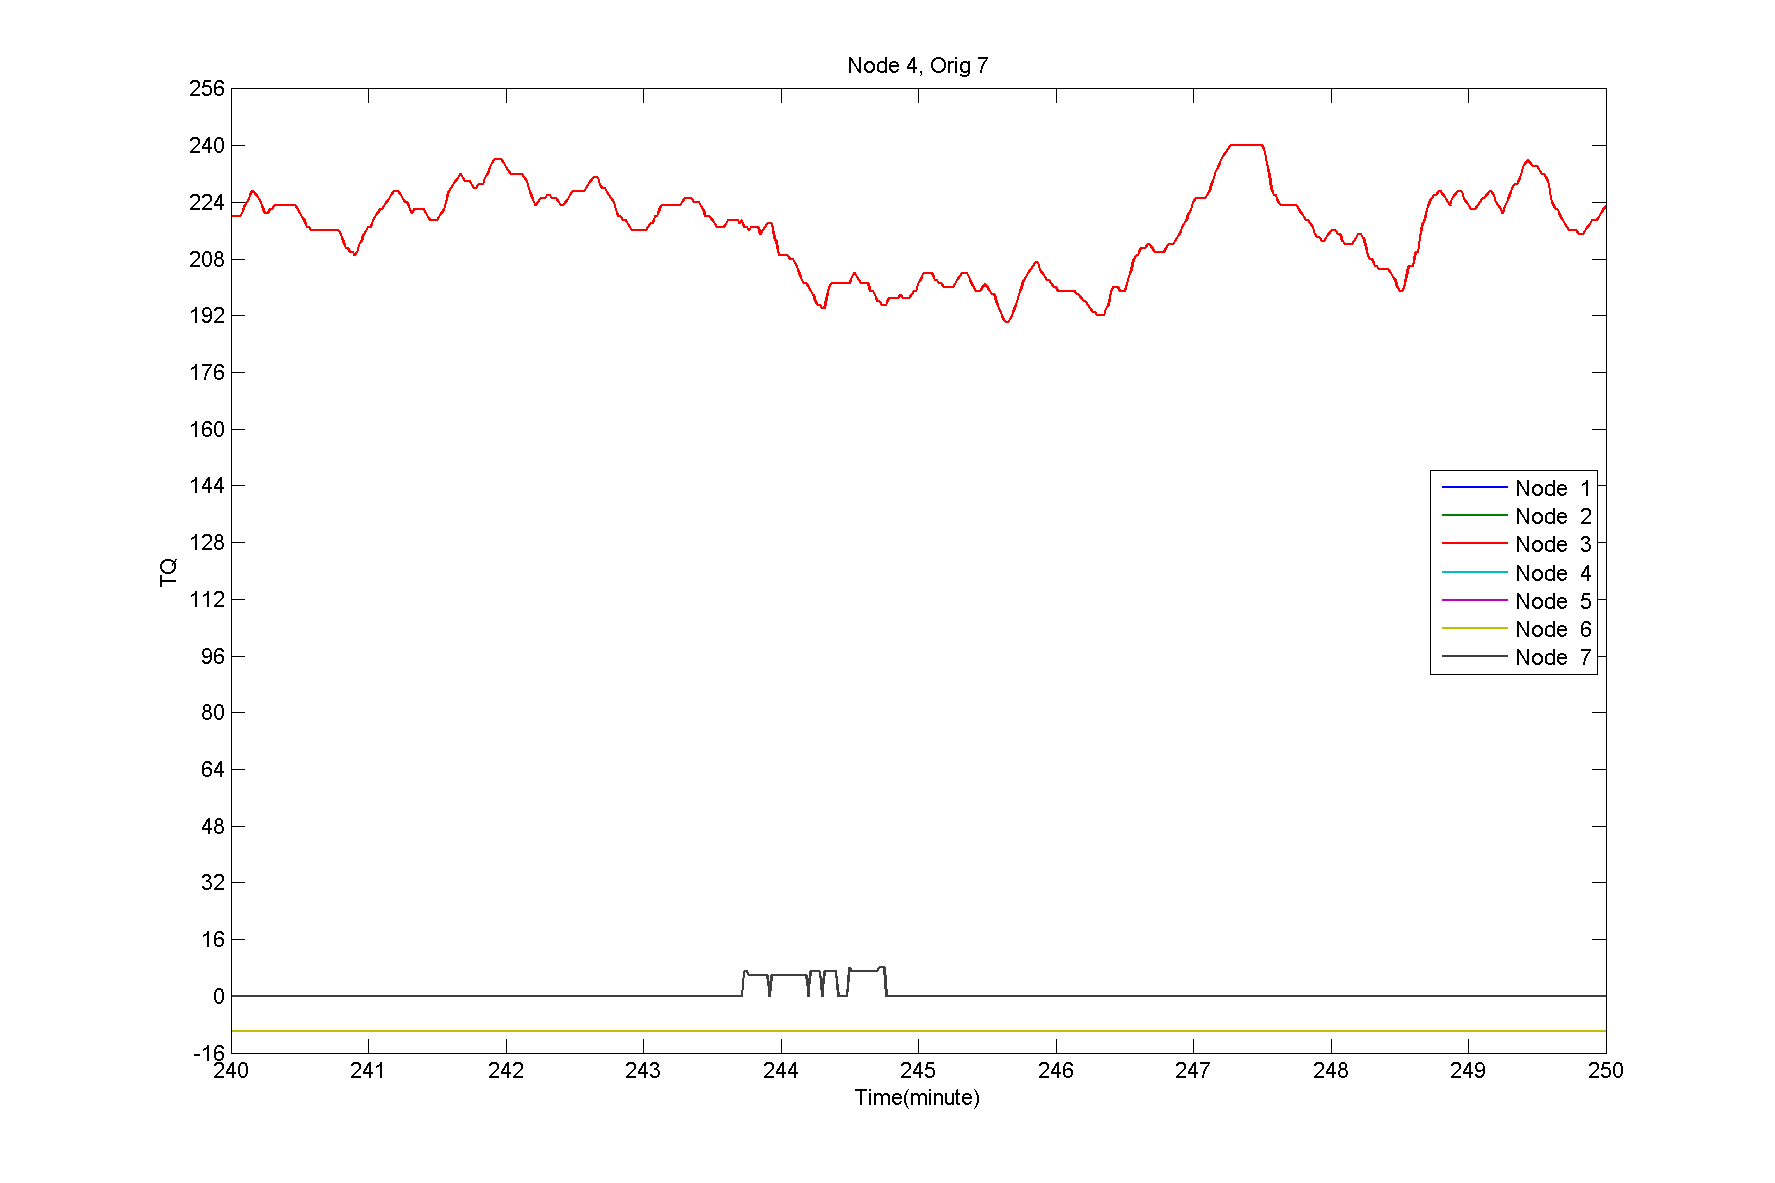 Node 4, Orig 7
256
240
224
208
192
176
160
144
128
112
96
80
64
48
32
16
0
-16
TQ
Node 1
Node 2
Node 3
Node 4
Node 5
Node 6
Node 7
240 241 242 243 244 245 246 247 248 249 250
Time(minute)